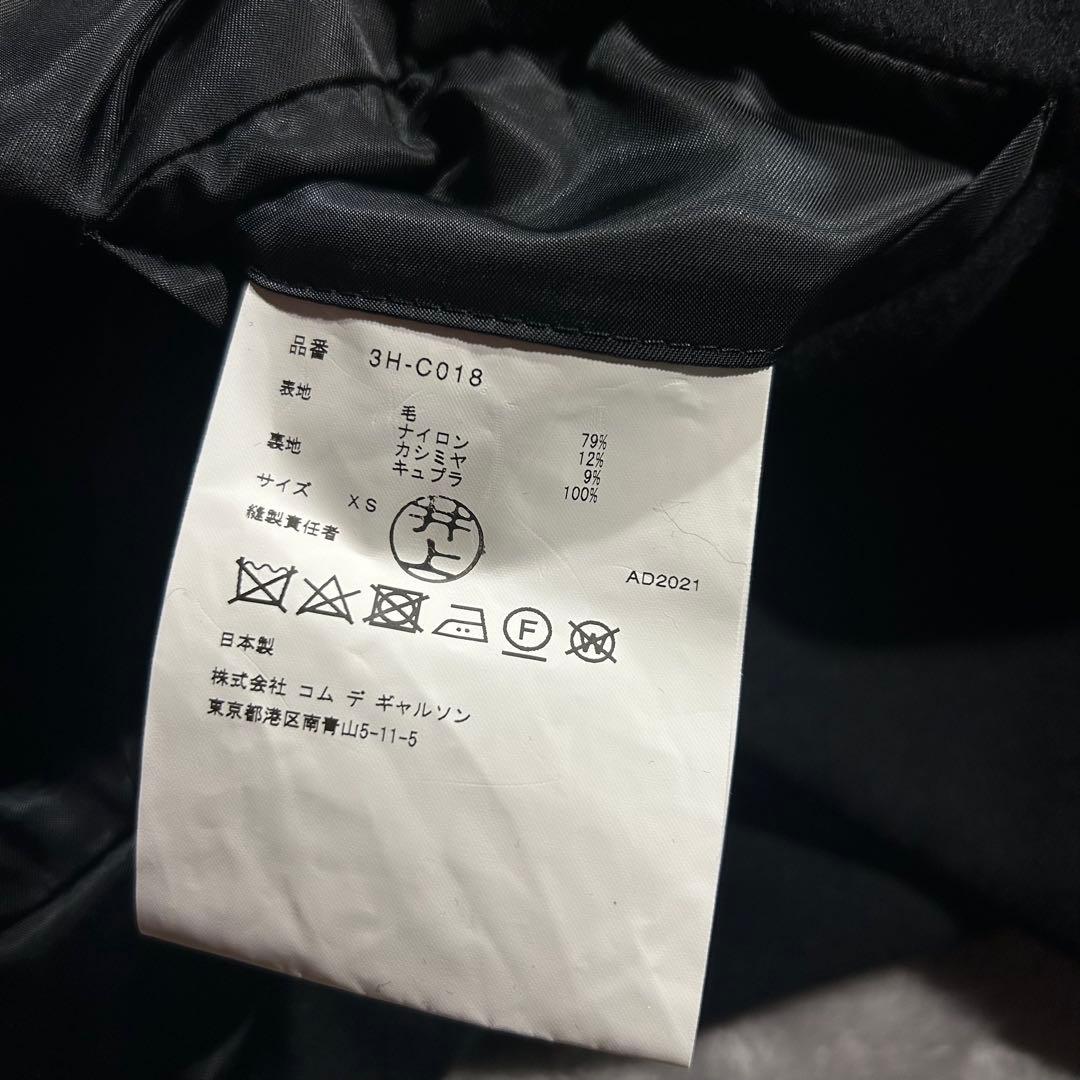 品番 3H-C018
表地
毛 79%
ナイロン 12%
裏地 カシミヤ 9%
キュプラ 100%
サイズ XS
縫製責任者 井上
AD2021
F W
日本製
株式会社 コム デ ギャルソン
東京都港区南青山5-11-5